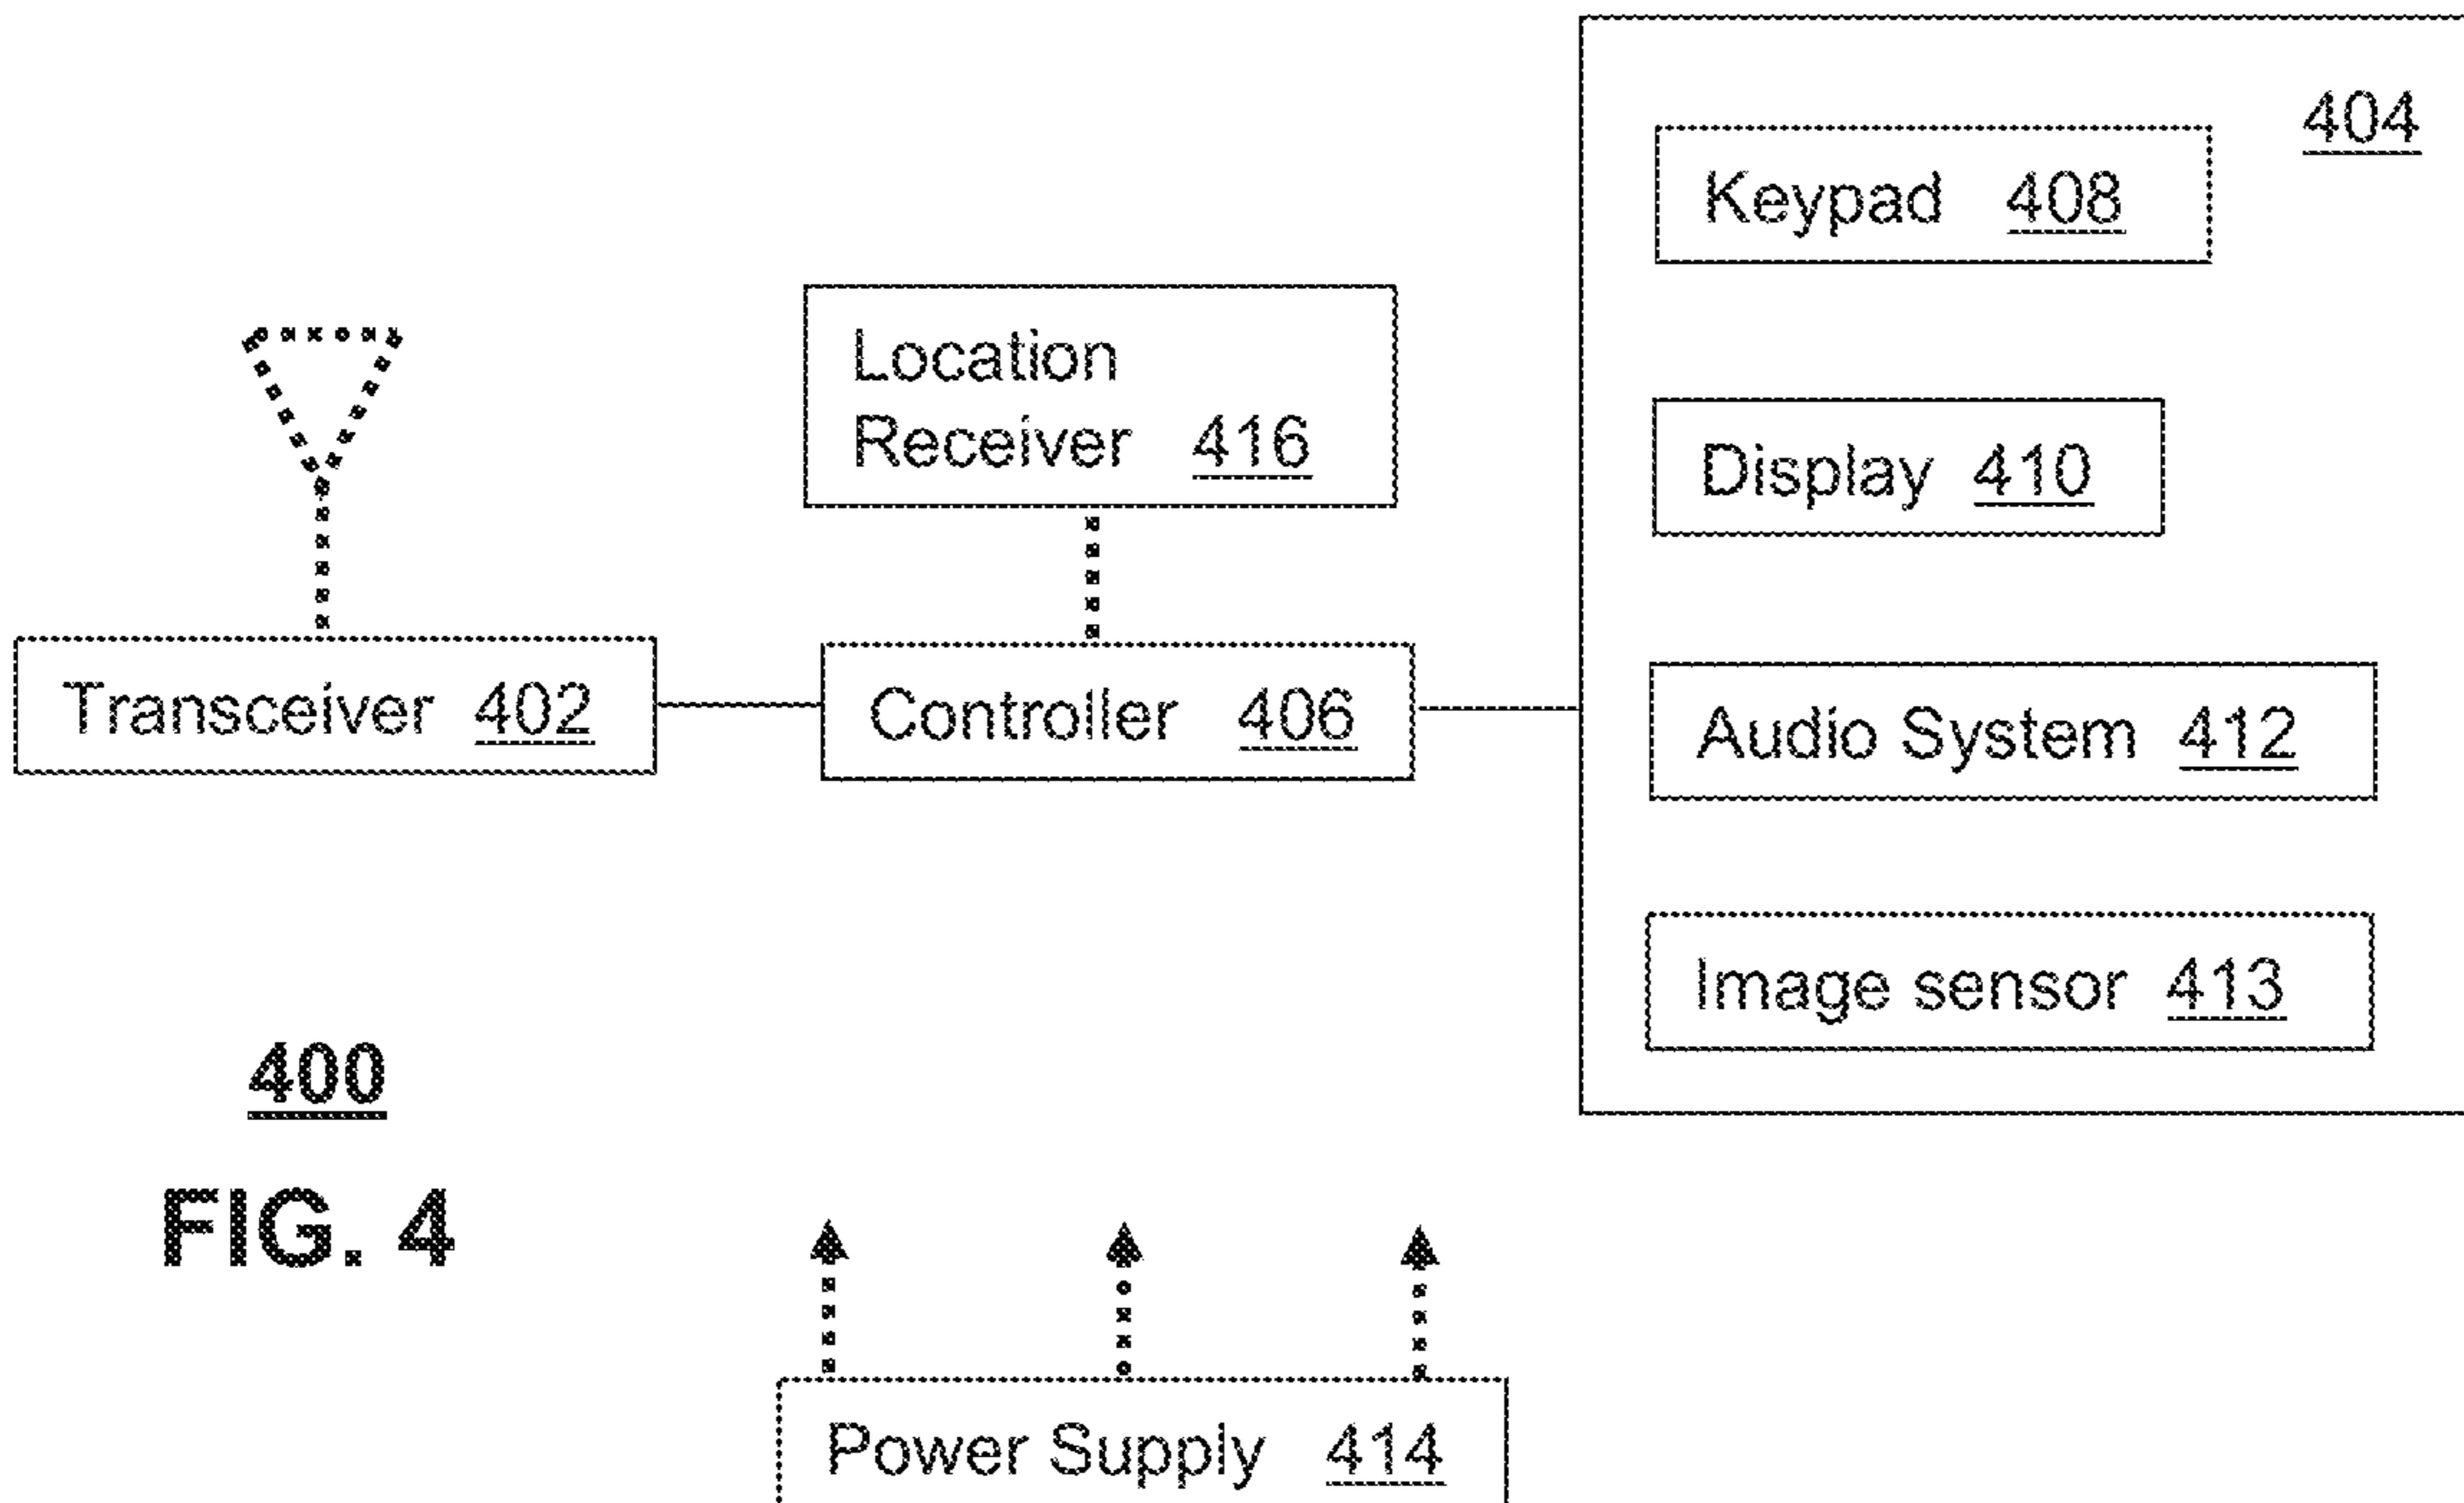 404
Keypad 408
Location
Receiver 416
Display 410
Transceiver 402
Controller 406
Audio System 412
Image sensor 413
400
FIG. 4
Power Supply 414